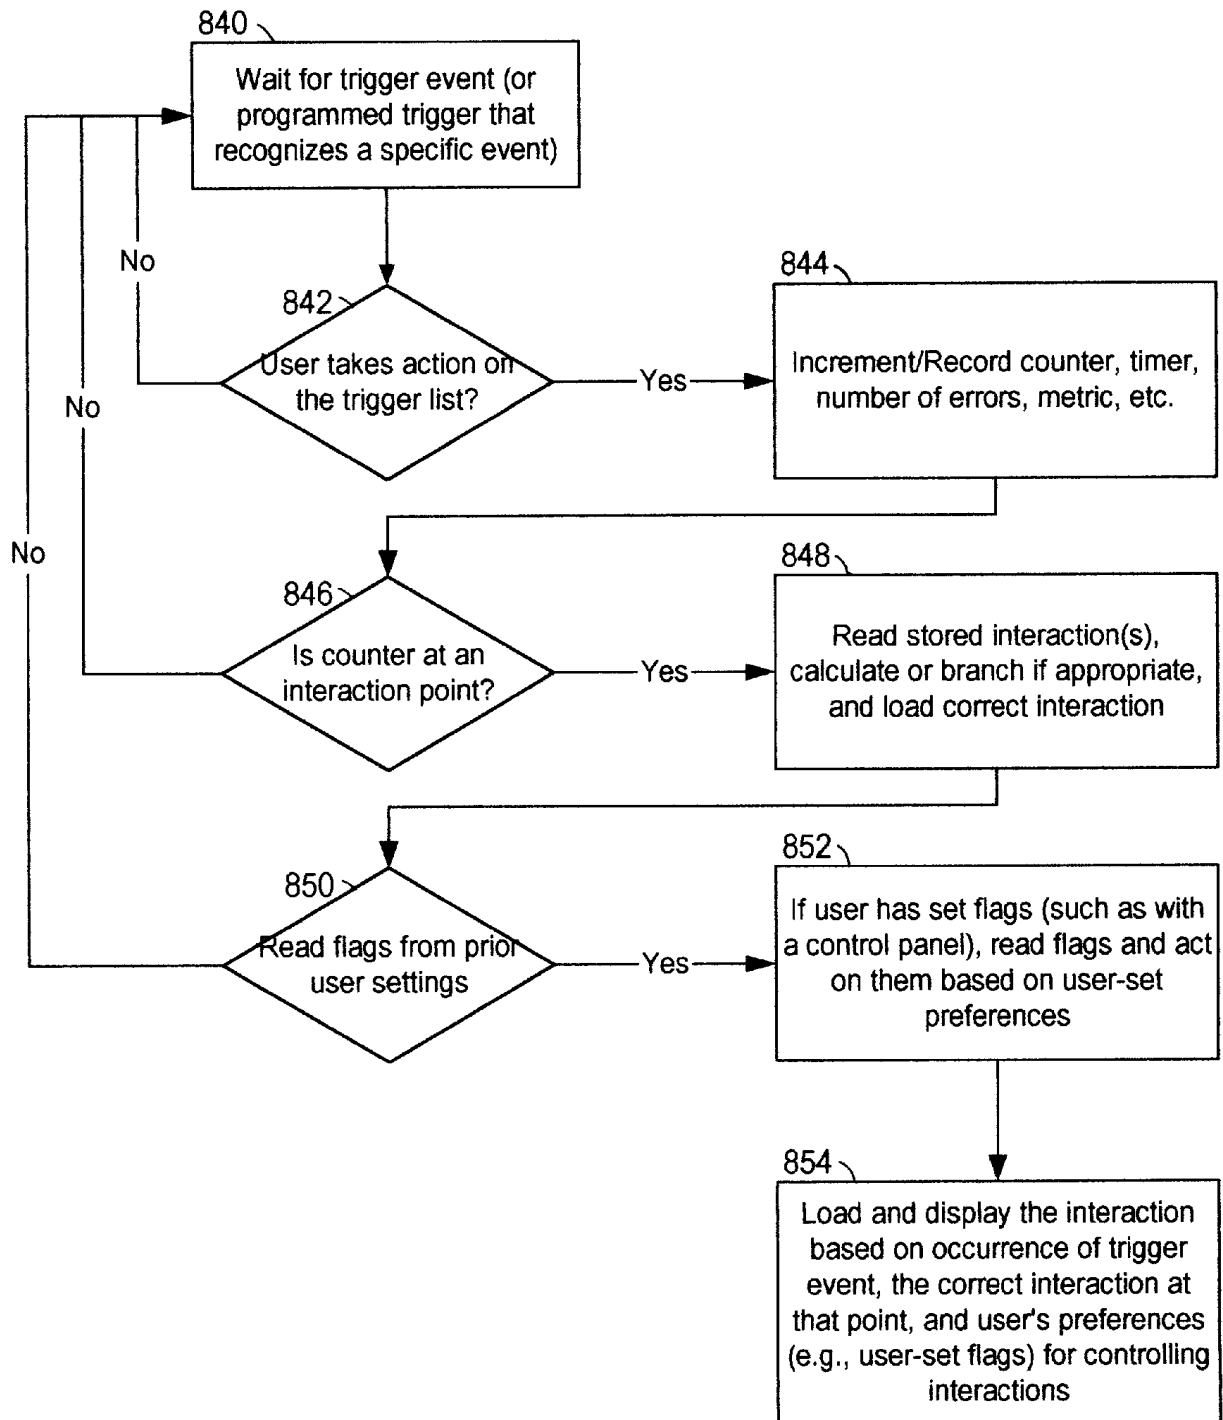 840
Wait for trigger event (or
programmed trigger that
recognizes a specific event)
No
842
User takes action on
the trigger list?
Yes
844
Increment/Record counter, timer,
number of errors, metric, etc.
No
846
Is counter at an
interaction point?
Yes
848
Read stored interaction(s),
calculate or branch if appropriate,
and load correct interaction
No
850
Read flags from prior
user settings
Yes
852
If user has set flags (such as with
a control panel), read flags and act
on them based on user-set
preferences
854
Load and display the interaction
based on occurrence of trigger
event, the correct interaction at
that point, and user's preferences
(e.g., user-set flags) for controlling
interactions